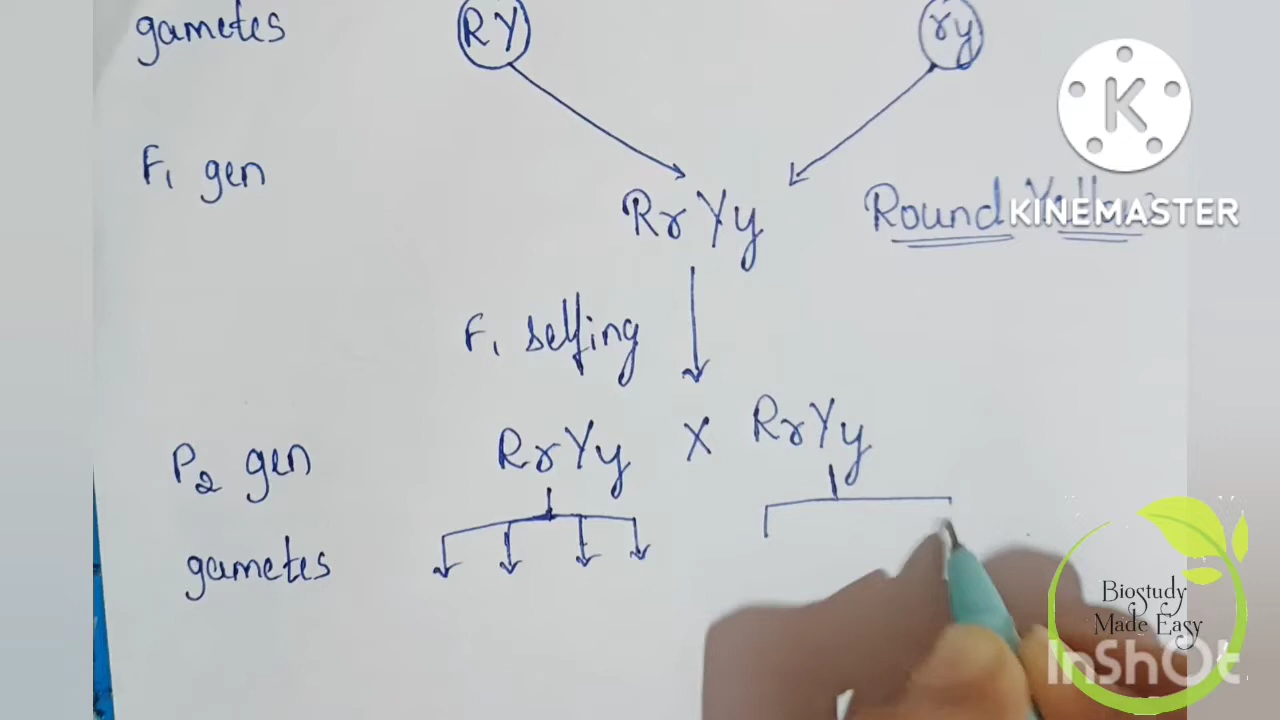 gametes RY ry
F1 gen
RrYy Round Yellow
KINEMASTER
F1 selfing
P2 gen RrYy X RrYy
gametes
Biostudy
Made Easy
InShOt